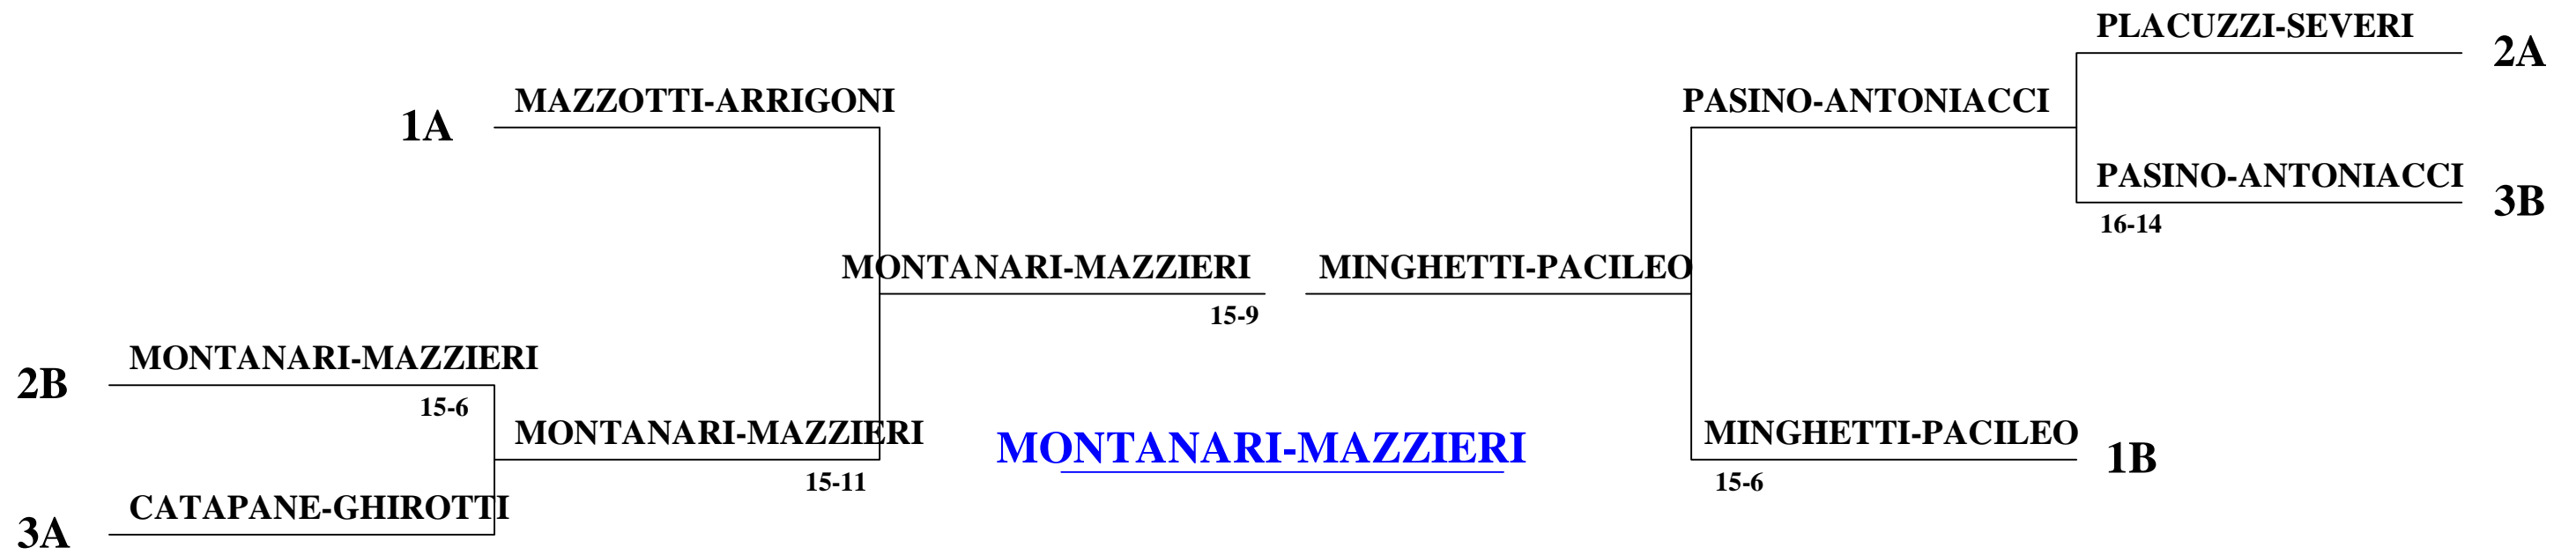 PLACUZZI-SEVERI
2A
MAZZOTTI-ARRIGONI
PASINO-ANTONIACCI
1A
PASINO-ANTONIACCI
3B
16-14
MONTANARI-MAZZIERI
MINGHETTI-PACILEO
15-9
MONTANARI-MAZZIERI
2B
15-6
MONTANARI-MAZZIERI
MONTANARI-MAZZIERI
MINGHETTI-PACILEO
1B
15-11
15-6
CATAPANE-GHIROTTI
3A